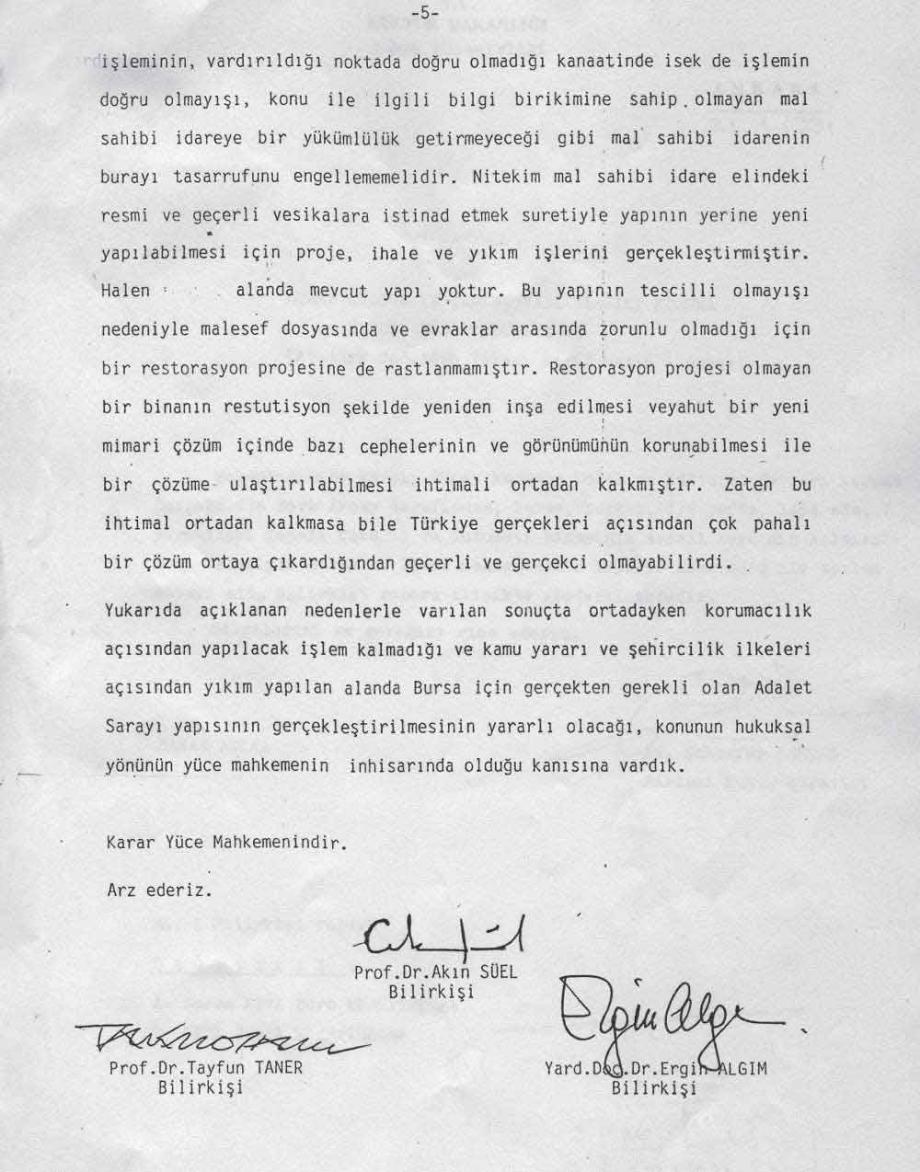 -5-
işleminin, vardırıldığı noktada doğru olmadığı kanaatinde isek de işlemin
doğru olmayışı, konu ile ilgili bilgi birikimine sahip olmayan mal
sahibi idareye bir yükümlülük getirmeyeceği gibi mal sahibi idarenin
burayı tasarrufunu engellememelidir. Nitekim mal sahibi idare elindeki
resmi ve geçerli vesikalara istinad etmek suretiyle yapının yerine yeni
yapılabilmesi için proje, ihale ve yıkım işlerini gerçekleştirmiştir.
Halen alanda mevcut yapı yoktur. Bu yapının tescilli olmayışı
nedeniyle malesef dosyasında ve evraklar arasında zorunlu olmadığı için
bir restorasyon projesine de rastlanmamıştır. Restorasyon projesi olmayan
bir binanın restutisyon şekilde yeniden inşa edilmesi veyahut bir yeni
mimari çözüm içinde bazı cephelerinin ve görünümünün korunabilmesi ile
bir çözüme ulaştırılabilmesi ihtimali ortadan kalkmıştır. Zaten bu
ihtimal ortadan kalkmasa bile Türkiye gerçekleri açısından çok pahalı
bir çözüm ortaya çıkardığından geçerli ve gerçekci olmayabilirdi.
Yukarıda açıklanan nedenlerle varılan sonuçta ortadayken korumacılık
açısından yapılacak işlem kalmadığı ve kamu yararı ve şehircilik ilkeleri
açısından yıkım yapılan alanda Bursa için gerçekten gerekli olan Adalet
Sarayı yapısının gerçekleştirilmesinin yararlı olacağı, konunun hukuksal
yönünün yüce mahkemenin inhisarında olduğu kanısına vardık.
Karar Yüce Mahkemenindir.
Arz ederiz.
Prof.Dr.Akın SÜEL
Bilirkişi
Prof.Dr.Tayfun TANER
Bilirkişi
Yard.Doç.Dr.Ergin ALGIM
Bilirkişi